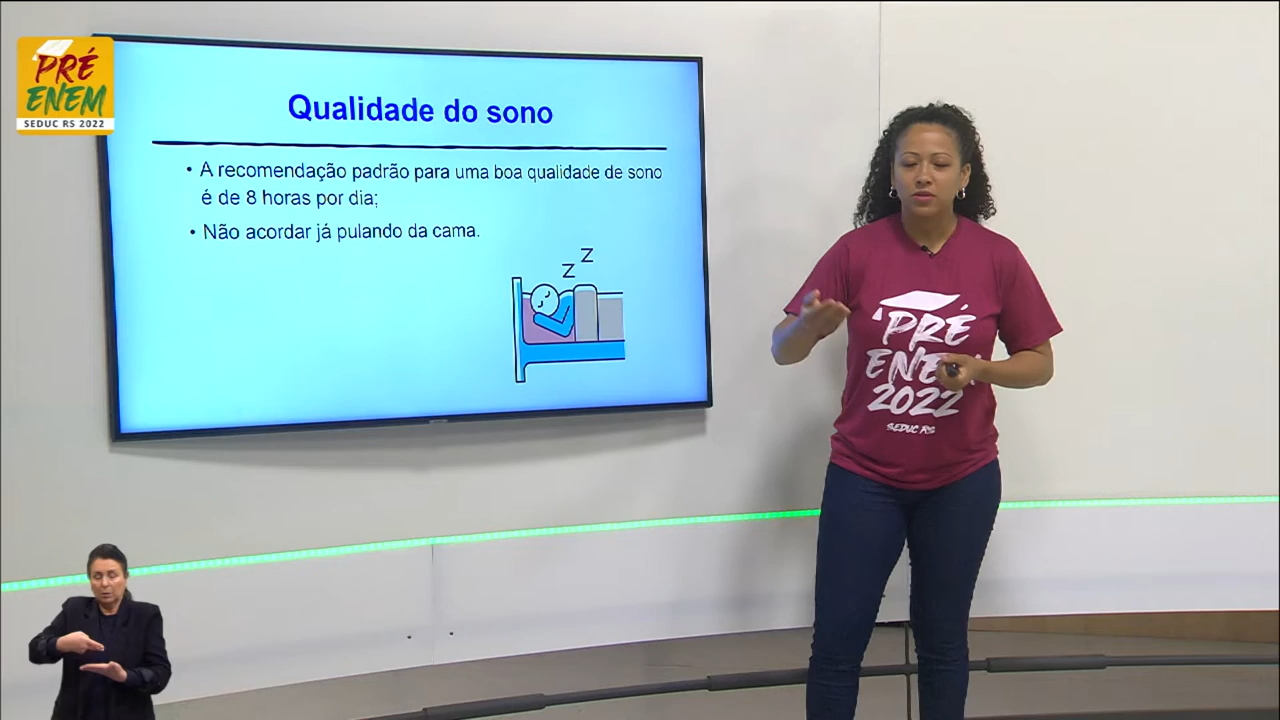 PRÉ
ENEM
SEDUC RS 2022
Qualidade do sono
• A recomendação padrão para uma boa qualidade de sono
é de 8 horas por dia;
• Não acordar já pulando da cama.
Z
Z
PRÉ
ENEM
2022
SEDUC RS